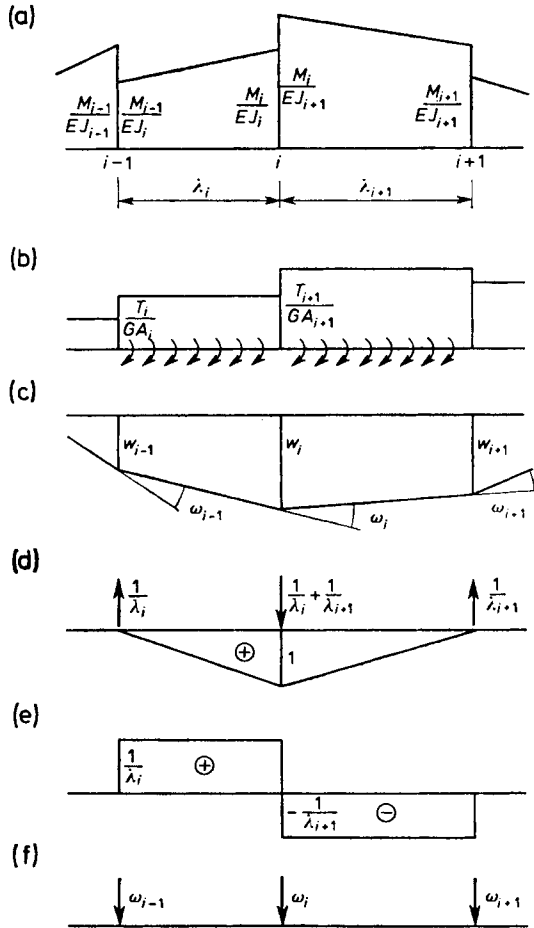 (a)
M_{i-1}/EJ_{i-1} M_{i-1}/EJ_i M_i/EJ_i M_i/EJ_{i+1} M_{i+1}/EJ_{i+1}
i-1 i i+1
λ_i λ_{i+1}
(b)
T_i/GA_i T_{i+1}/GA_{i+1}
(c)
w_{i-1} w_i w_{i+1}
ω_{i-1} ω_i ω_{i+1}
(d)
1/λ_i 1/λ_i + 1/λ_{i+1} 1/λ_{i+1}
+ 1
(e)
1/λ_i +
-1/λ_{i+1} −
(f)
ω_{i-1} ω_i ω_{i+1}